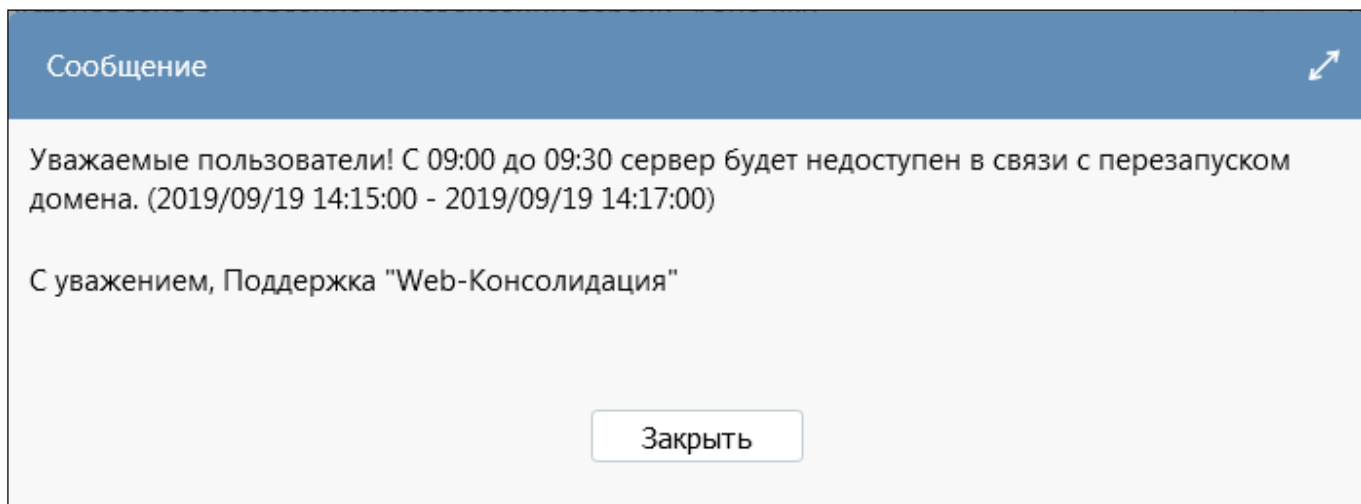 Сообщение
Уважаемые пользователи! С 09:00 до 09:30 сервер будет недоступен в связи с перезапуском
домена. (2019/09/19 14:15:00 - 2019/09/19 14:17:00)
С уважением, Поддержка "Web-Консолидация"
Закрыть